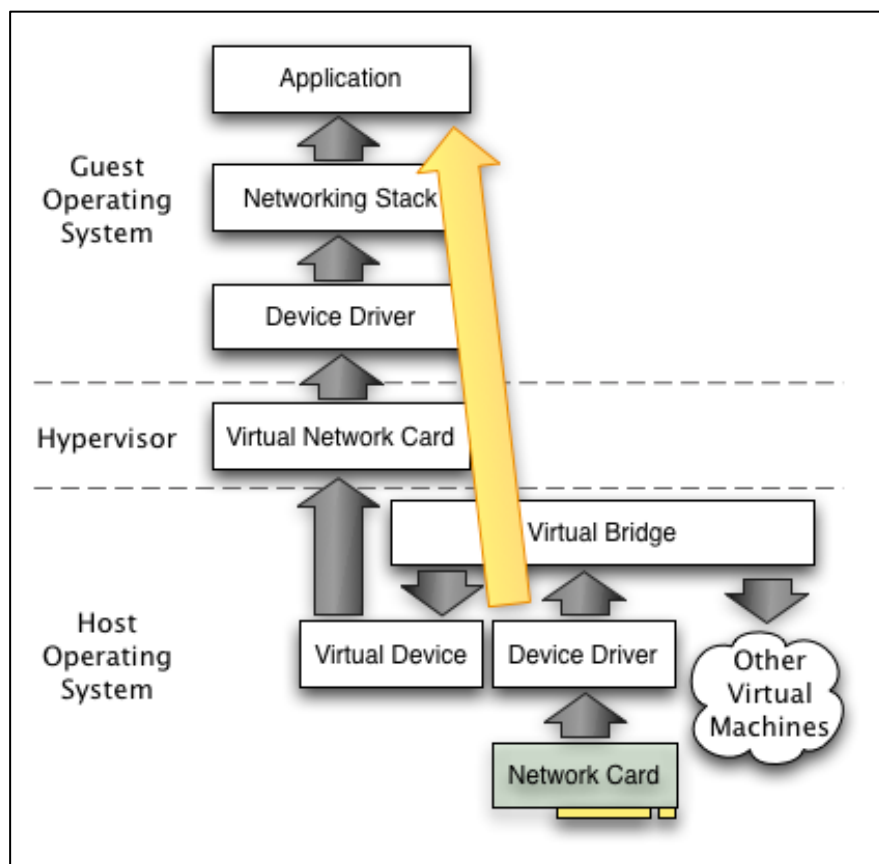 Application
Guest
Operating
System
Networking Stack
Device Driver
Hypervisor
Virtual Network Card
Virtual Bridge
Host
Operating
System
Virtual Device
Device Driver
Other
Virtual
Machines
Network Card